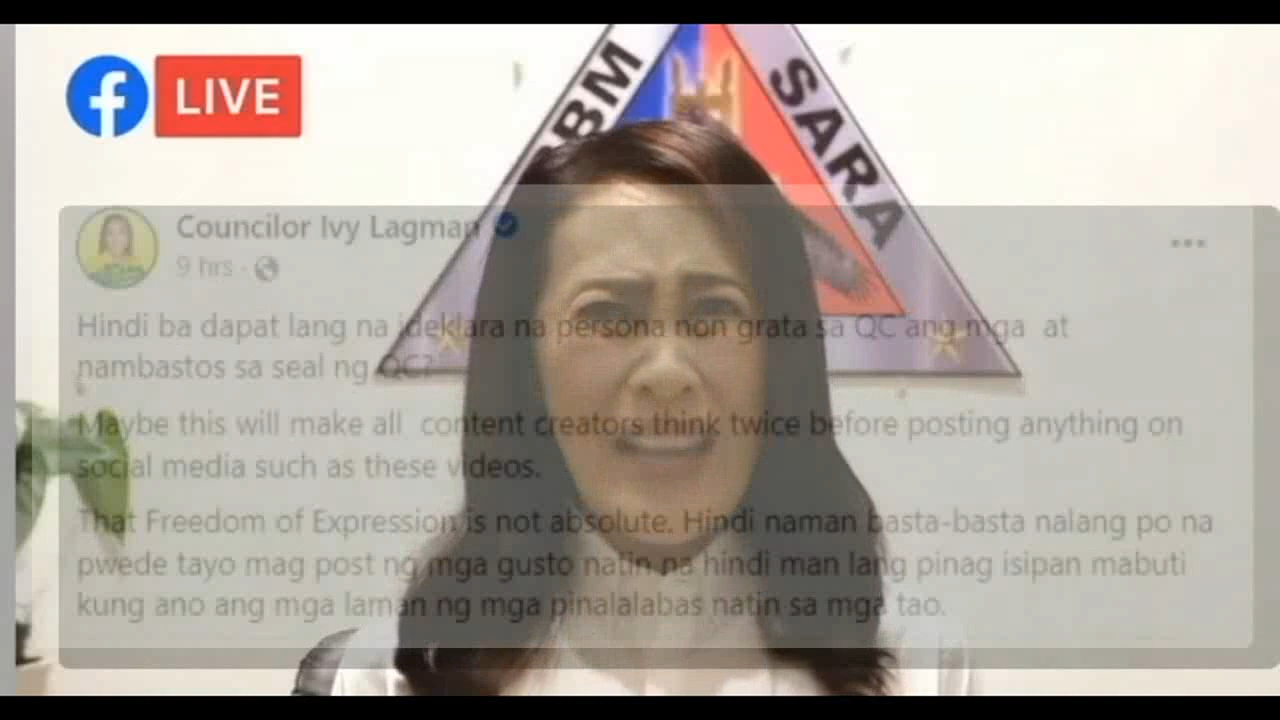 LIVE
BBM
SARA
Councilor Ivy Lagman
9 hrs ·
Hindi ba dapat lang na ideklara na persona non grata sa QC ang mga at
nambastos sa seal ng QC?
Maybe this will make all content creators think twice before posting anything on
social media such as these videos.
That Freedom of Expression is not absolute. Hindi naman basta-basta nalang po na
pwede tayo mag post ng mga gusto natin na hindi man lang pinag isipan mabuti
kung ano ang mga laman ng mga pinalalabas natin sa mga tao.